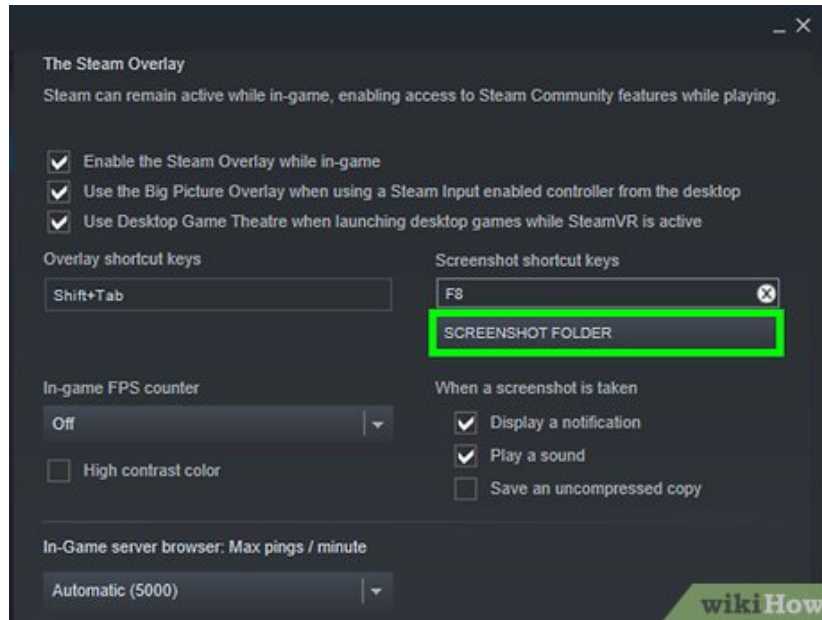 The Steam Overlay
Steam can remain active while in-game, enabling access to Steam Community features while playing.
Enable the Steam Overlay while in-game
Use the Big Picture Overlay when using a Steam Input enabled controller from the desktop
Use Desktop Game Theatre when launching desktop games while SteamVR is active
Overlay shortcut keys
Shift+Tab
Screenshot shortcut keys
F8
SCREENSHOT FOLDER
In-game FPS counter
Off
High contrast color
When a screenshot is taken
Display a notification
Play a sound
Save an uncompressed copy
In-Game server browser: Max pings / minute
Automatic (5000)
wikiHow